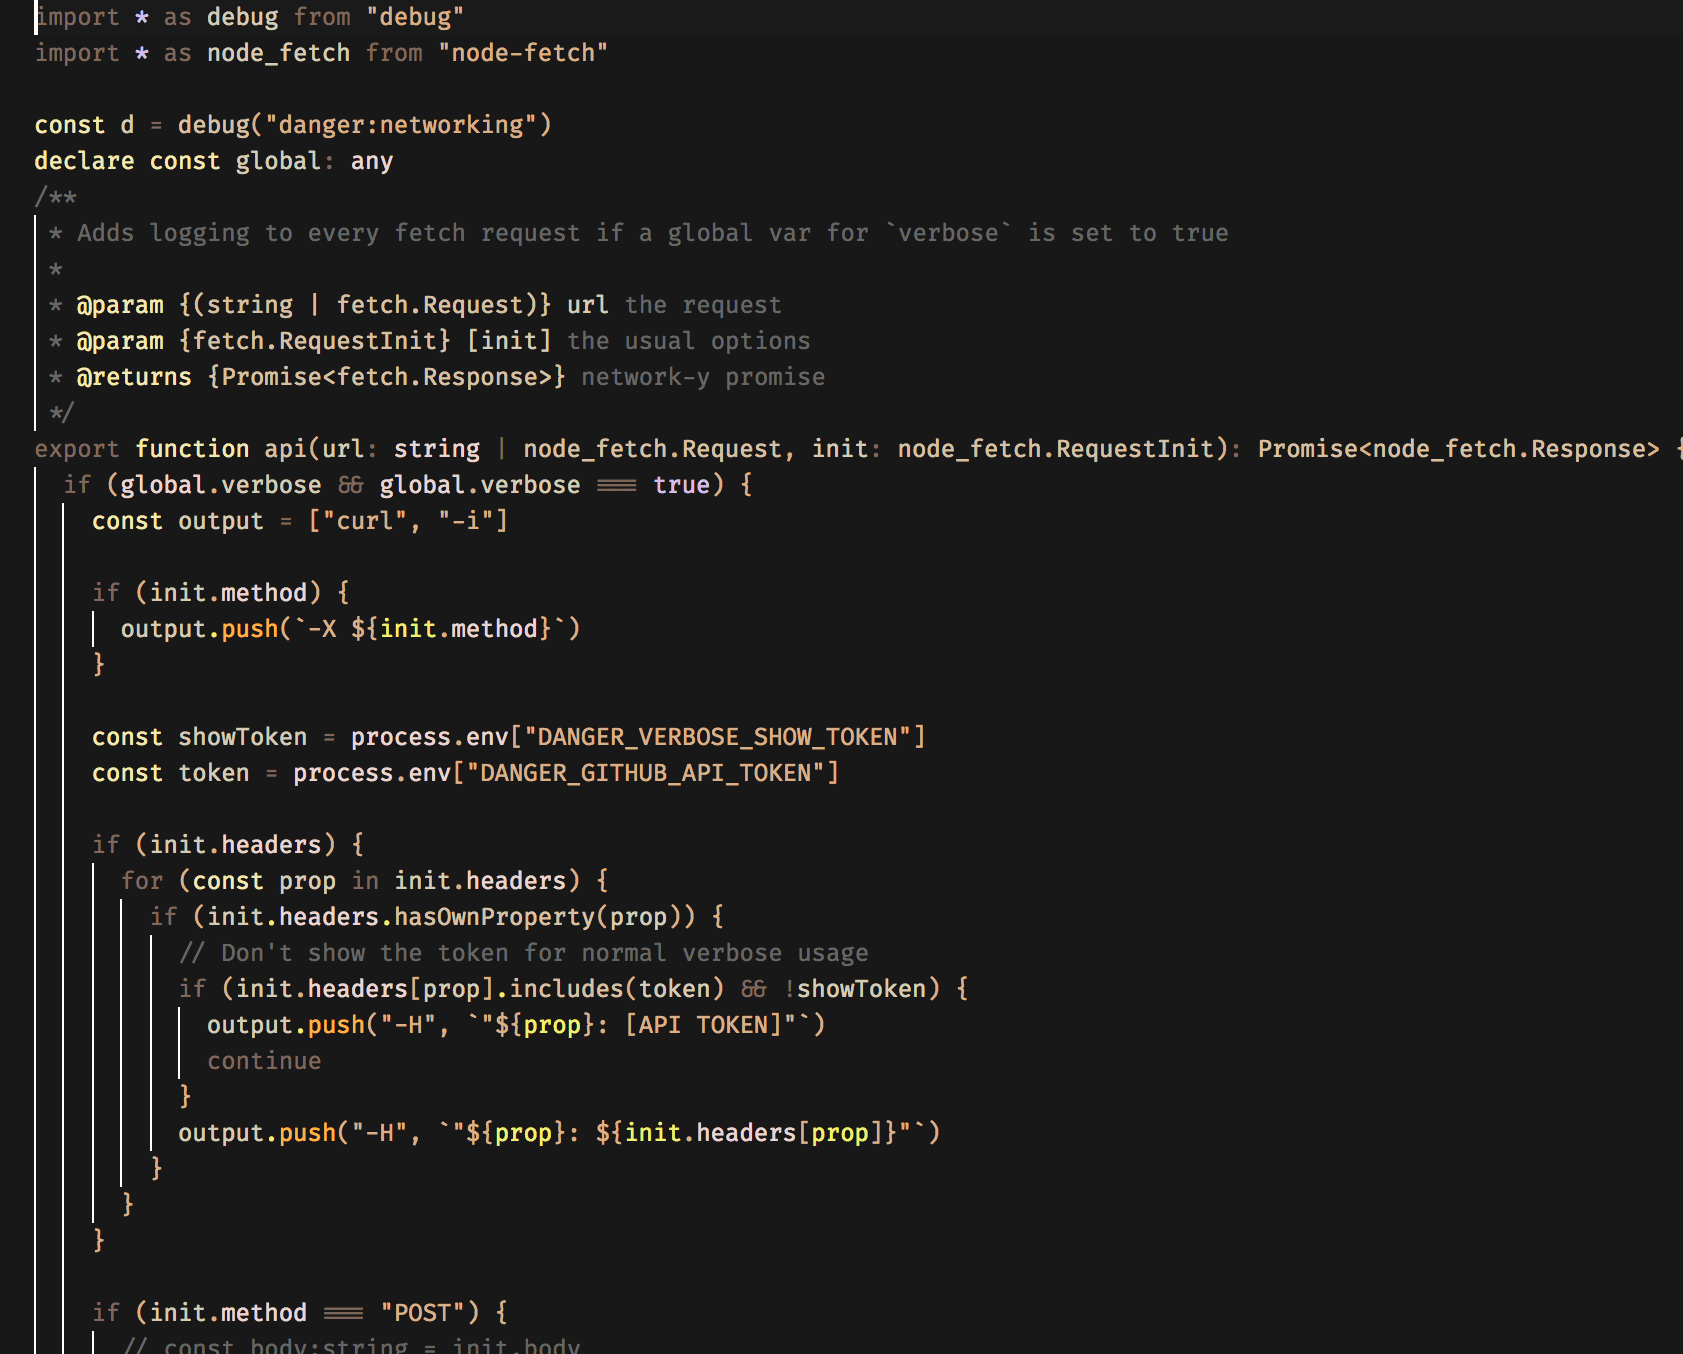 import * as debug from "debug"
import * as node_fetch from "node-fetch"
const d = debug("danger:networking")
declare const global: any
/**
* Adds logging to every fetch request if a global var for `verbose` is set to true
*
* @param {(string | fetch.Request)} url the request
* @param {fetch.RequestInit} [init] the usual options
* @returns {Promise<fetch.Response>} network-y promise
*/
export function api(url: string | node_fetch.Request, init: node_fetch.RequestInit): Promise<node_fetch.Response> {
if (global.verbose && global.verbose === true) {
const output = ["curl", "-i"]
if (init.method) {
output.push(`-X ${init.method}`)
}
const showToken = process.env["DANGER_VERBOSE_SHOW_TOKEN"]
const token = process.env["DANGER_GITHUB_API_TOKEN"]
if (init.headers) {
for (const prop in init.headers) {
if (init.headers.hasOwnProperty(prop)) {
// Don't show the token for normal verbose usage
if (init.headers[prop].includes(token) && !showToken) {
output.push("-H", `"${prop}: [API TOKEN]"`)
continue
}
output.push("-H", `"${prop}: ${init.headers[prop]}"`)
}
}
}
if (init.method === "POST") {
// const body:string = init.body